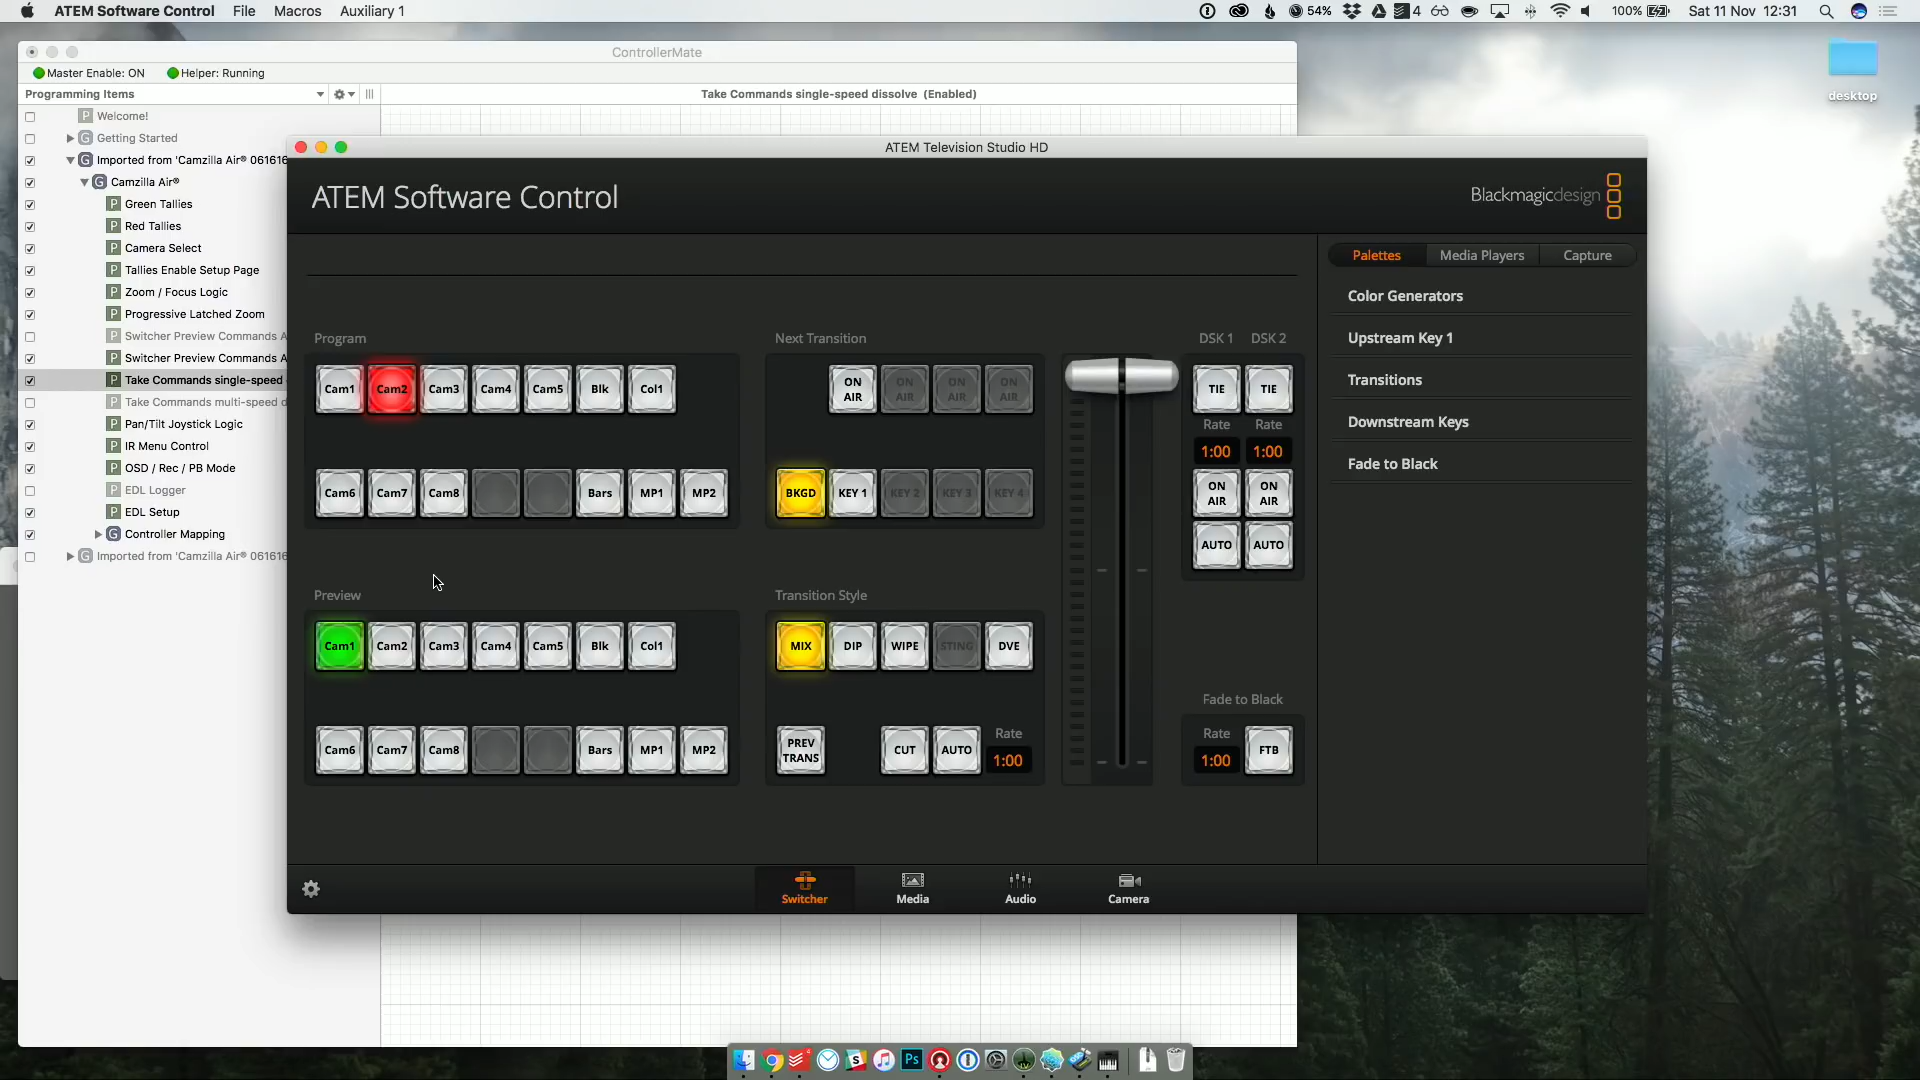 ATEM Software Control File Macros Auxiliary 1 54% 4 100% Sat 11 Nov 12:31
desktop
ControllerMate
Master Enable: ON Helper: Running
Programming Items
Take Commands single-speed dissolve (Enabled)
Welcome!
Getting Started
Imported from 'Camzilla Air® 061616
Camzilla Air®
Green Tallies
Red Tallies
Camera Select
Tallies Enable Setup Page
Zoom / Focus Logic
Progressive Latched Zoom
Switcher Preview Commands A
Switcher Preview Commands A
Take Commands single-speed
Take Commands multi-speed d
Pan/Tilt Joystick Logic
IR Menu Control
OSD / Rec / PB Mode
EDL Logger
EDL Setup
Controller Mapping
Imported from 'Camzilla Air® 061616
ATEM Television Studio HD
ATEM Software Control
Blackmagicdesign
Palettes Media Players Capture
Color Generators
Upstream Key 1
Transitions
Downstream Keys
Fade to Black
Program
Cam1 Cam2 Cam3 Cam4 Cam5 Blk Col1
Cam6 Cam7 Cam8 Bars MP1 MP2
Next Transition
ON AIR ON AIR ON AIR ON AIR
BKGD KEY 1 KEY 2 KEY 3 KEY 4
DSK 1 DSK 2
TIE TIE
Rate Rate
1:00 1:00
ON AIR ON AIR
AUTO AUTO
Preview
Cam1 Cam2 Cam3 Cam4 Cam5 Blk Col1
Cam6 Cam7 Cam8 Bars MP1 MP2
Transition Style
MIX DIP WIPE STING DVE
PREV TRANS CUT AUTO Rate
1:00
Fade to Black
Rate
1:00 FTB
Switcher Media Audio Camera